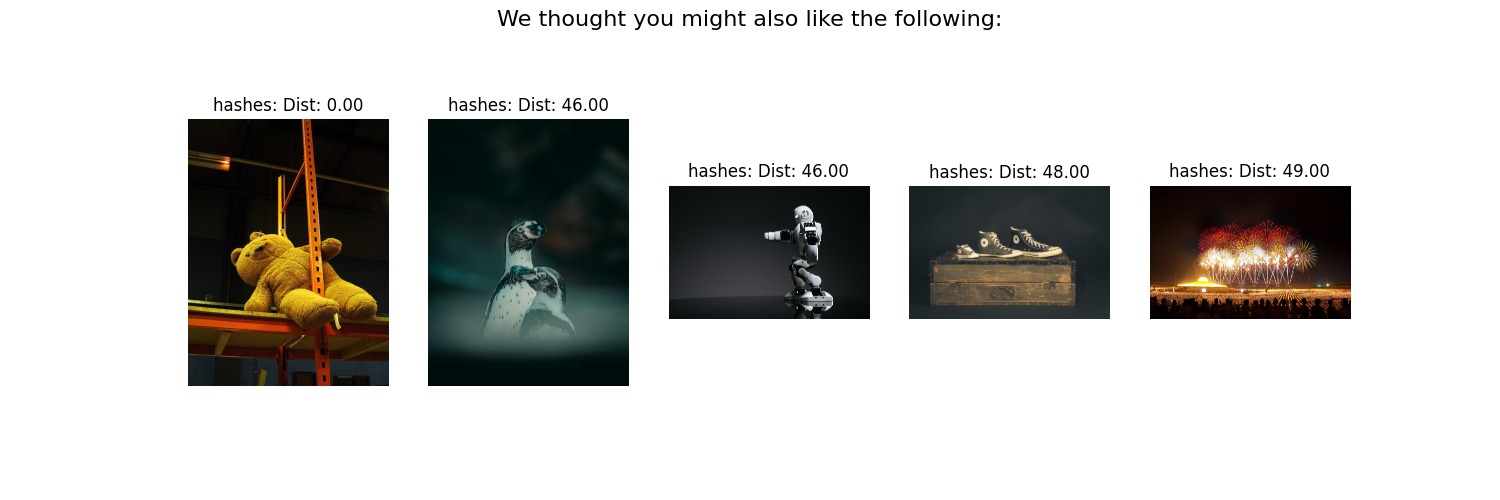 We thought you might also like the following:
hashes: Dist: 0.00
hashes: Dist: 46.00
hashes: Dist: 46.00
hashes: Dist: 48.00
hashes: Dist: 49.00